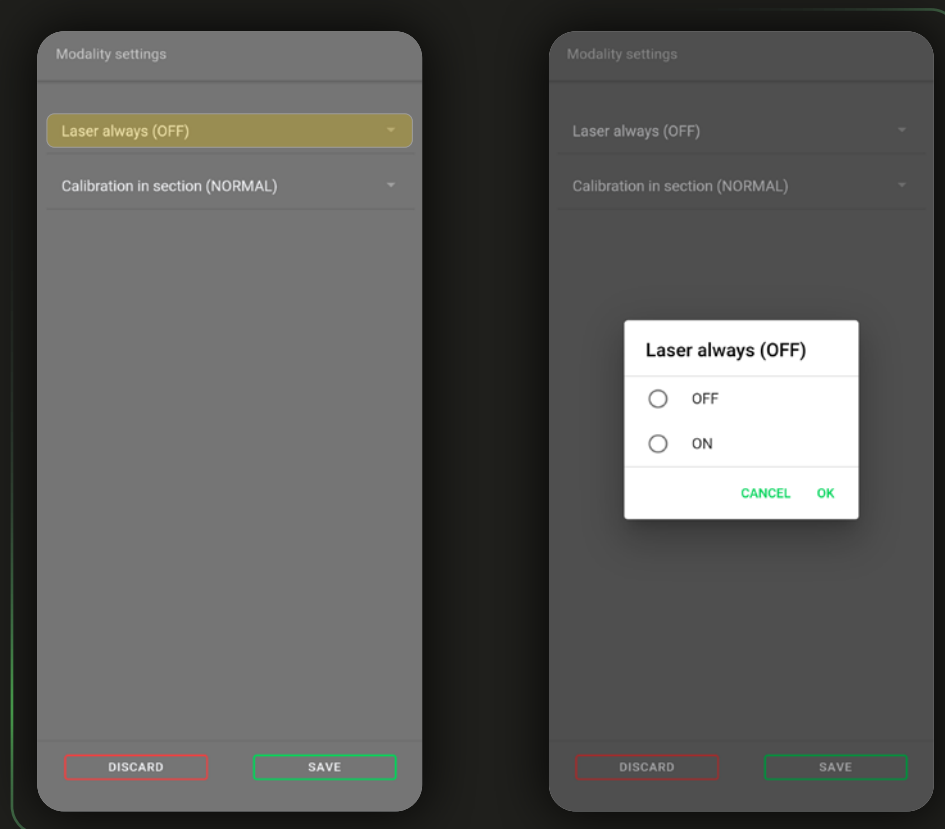 Modality settings
Laser always (OFF)
Calibration in section (NORMAL)
DISCARD
SAVE
Modality settings
Laser always (OFF)
Calibration in section (NORMAL)
Laser always (OFF)
OFF
ON
CANCEL
OK
DISCARD
SAVE